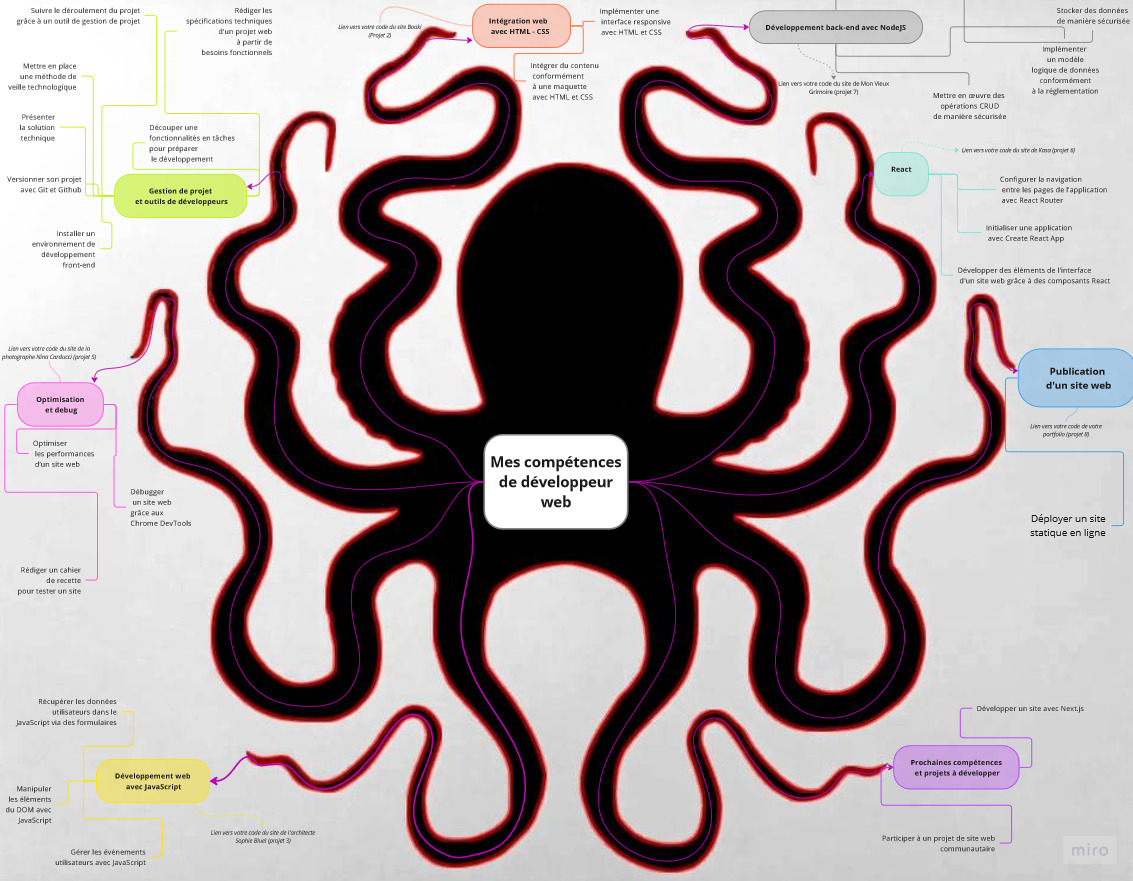 Suivre le déroulement du projet
grâce à un outil de gestion de projet
Rédiger les
spécifications techniques
d'un projet web
à partir de
besoins fonctionnels
Mettre en place
une méthode de
veille technologique
Présenter
la solution
technique
Découper une
fonctionnalités en tâches
pour préparer
le développement
Versionner son projet
avec Git et Github
Gestion de projet
et outils de développeurs
Installer un
environnement de
développement
front-end
Lien vers votre code du site Booki
(Projet 2)
Intégration web
avec HTML - CSS
Implémenter une
interface responsive
avec HTML et CSS
Intégrer du contenu
conformément
à une maquette
avec HTML et CSS
Développement back-end avec NodeJS
Stocker des données
de manière sécurisée
Implémenter
un modèle
logique de données
conformément
à la réglementation
Lien vers votre code du site de Mon Vieux
Grimoire (projet 7)
Mettre en œuvre des
opérations CRUD
de manière sécurisée
Lien vers votre code du site de Kasa (projet 6)
React
Configurer la navigation
entre les pages de l'application
avec React Router
Initialiser une application
avec Create React App
Développer des éléments de l'interface
d'un site web grâce à des composants React
Lien vers votre code du site de la
photographe Nina Carducci (projet 5)
Optimisation
et debug
Optimiser
les performances
d'un site web
Débugger
un site web
grâce aux
Chrome DevTools
Rédiger un cahier
de recette
pour tester un site
Mes compétences
de développeur
web
Publication
d'un site web
Lien vers votre code de votre
portfolio (projet 8)
Déployer un site
statique en ligne
Récupérer les données
utilisateurs dans le
JavaScript via des formulaires
Développement web
avec JavaScript
Manipuler
les éléments
du DOM avec
JavaScript
Lien vers votre code du site de l'architecte
Sophie Bluel (projet 3)
Gérer les événements
utilisateurs avec JavaScript
Développer un site avec Next.js
Prochaines compétences
et projets à développer
Participer à un projet de site web
communautaire
miro